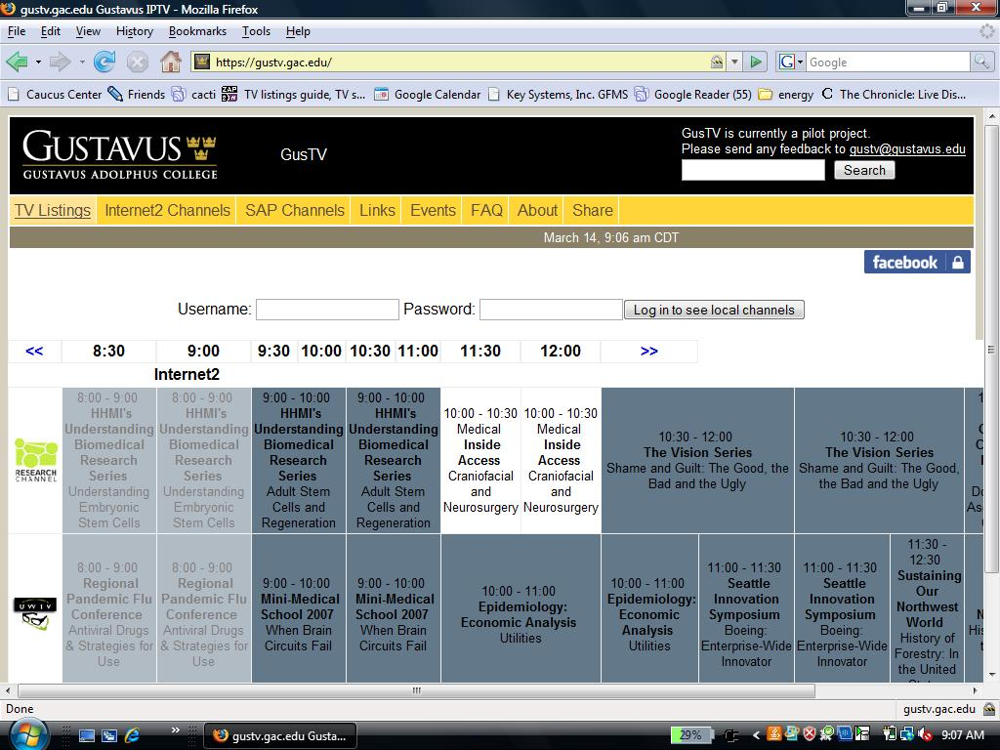 gustv.gac.edu Gustavus IPTV - Mozilla Firefox
File Edit View History Bookmarks Tools Help
https://gustv.gac.edu/
G Google
Caucus Center Friends cacti TV listings guide, TV s... Google Calendar Key Systems, Inc. GFMS Google Reader (55) energy C The Chronicle: Live Dis...
GUSTAVUS
GUSTAVUS ADOLPHUS COLLEGE
GusTV
GusTV is currently a pilot project.
Please send any feedback to gustv@gustavus.edu
Search
TV Listings Internet2 Channels SAP Channels Links Events FAQ About Share
March 14, 9:06 am CDT
facebook
Username: Password: Log in to see local channels
<< 8:30 9:00 9:30 10:00 10:30 11:00 11:30 12:00 >>
Internet2
RESEARCH
CHANNEL
8:00 - 9:00
HHMI's
Understanding
Biomedical
Research
Series
Understanding
Embryonic
Stem Cells
8:00 - 9:00
HHMI's
Understanding
Biomedical
Research
Series
Understanding
Embryonic
Stem Cells
9:00 - 10:00
HHMI's
Understanding
Biomedical
Research
Series
Adult Stem
Cells and
Regeneration
9:00 - 10:00
HHMI's
Understanding
Biomedical
Research
Series
Adult Stem
Cells and
Regeneration
10:00 - 10:30
Medical
Inside
Access
Craniofacial
and
Neurosurgery
10:00 - 10:30
Medical
Inside
Access
Craniofacial
and
Neurosurgery
10:30 - 12:00
The Vision Series
Shame and Guilt: The Good, the
Bad and the Ugly
10:30 - 12:00
The Vision Series
Shame and Guilt: The Good,
the Bad and the Ugly
UWTV
8:00 - 9:00
Regional
Pandemic Flu
Conference
Antiviral Drugs
& Strategies for
Use
8:00 - 9:00
Regional
Pandemic Flu
Conference
Antiviral Drugs
& Strategies for
Use
9:00 - 10:00
Mini-Medical
School 2007
When Brain
Circuits Fail
9:00 - 10:00
Mini-Medical
School 2007
When Brain
Circuits Fail
10:00 - 11:00
Epidemiology:
Economic Analysis
Utilities
10:00 - 11:00
Epidemiology:
Economic
Analysis
Utilities
11:00 - 11:30
Seattle
Innovation
Symposium
Boeing:
Enterprise-Wide
Innovator
11:00 - 11:30
Seattle
Innovation
Symposium
Boeing:
Enterprise-Wide
Innovator
11:30 -
12:30
Sustaining
Our
Northwest
World
History of
Forestry: In
the United
Done
gustv.gac.edu
gustv.gac.edu Gusta...
29%
9:07 AM